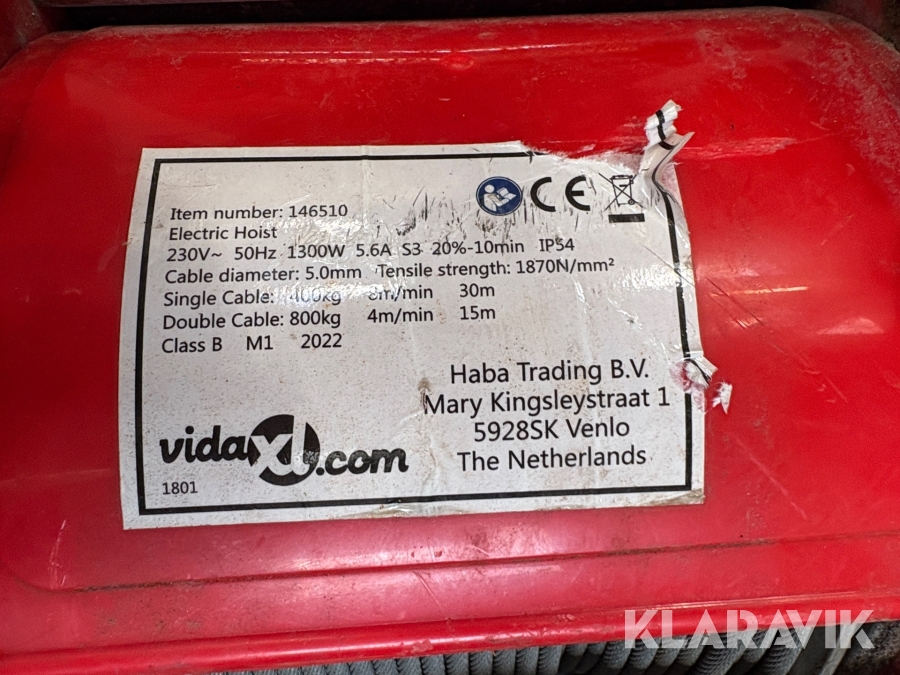 Item number: 146510
Electric Hoist
230V~ 50Hz 1300W 5.6A S3 20%-10min IP54
Cable diameter: 5.0mm Tensile strength: 1870N/mm²
Single Cable: 400kg 8m/min 30m
Double Cable: 800kg 4m/min 15m
Class B M1 2022
Haba Trading B.V.
Mary Kingsleystraat 1
5928SK Venlo
The Netherlands
vidaXL.com
1801
CE
KLARAVIK